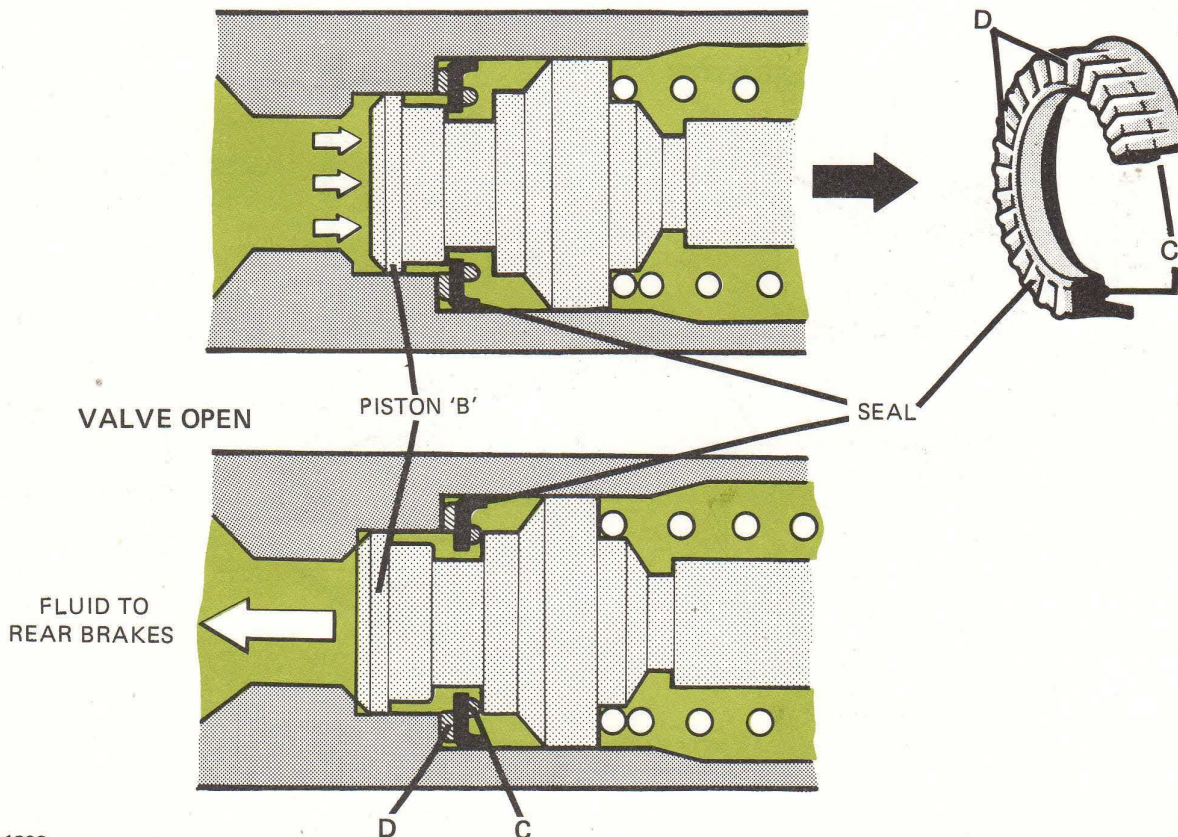 D
C
PISTON 'B'
SEAL
VALVE OPEN
FLUID TO
REAR BRAKES
D
C